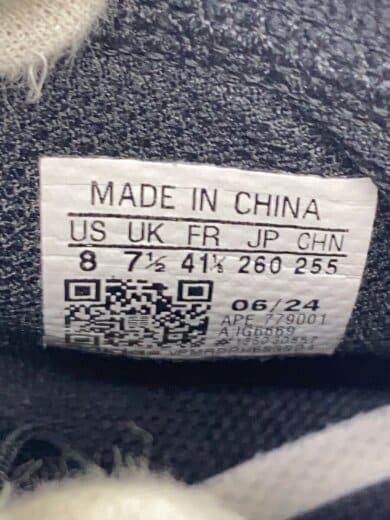 MADE IN CHINA
US UK FR JP CHN
8 7½ 41⅓ 260 255
06/24
APE 779001